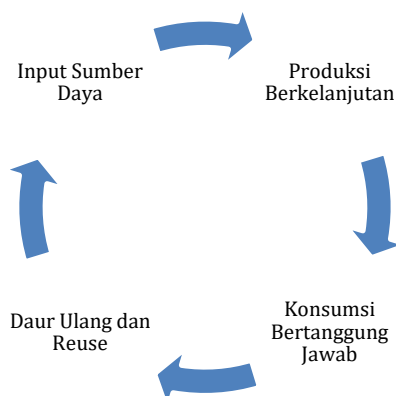 Input Sumber
Daya
Produksi
Berkelanjutan
Konsumsi
Bertanggung
Jawab
Daur Ulang dan
Reuse